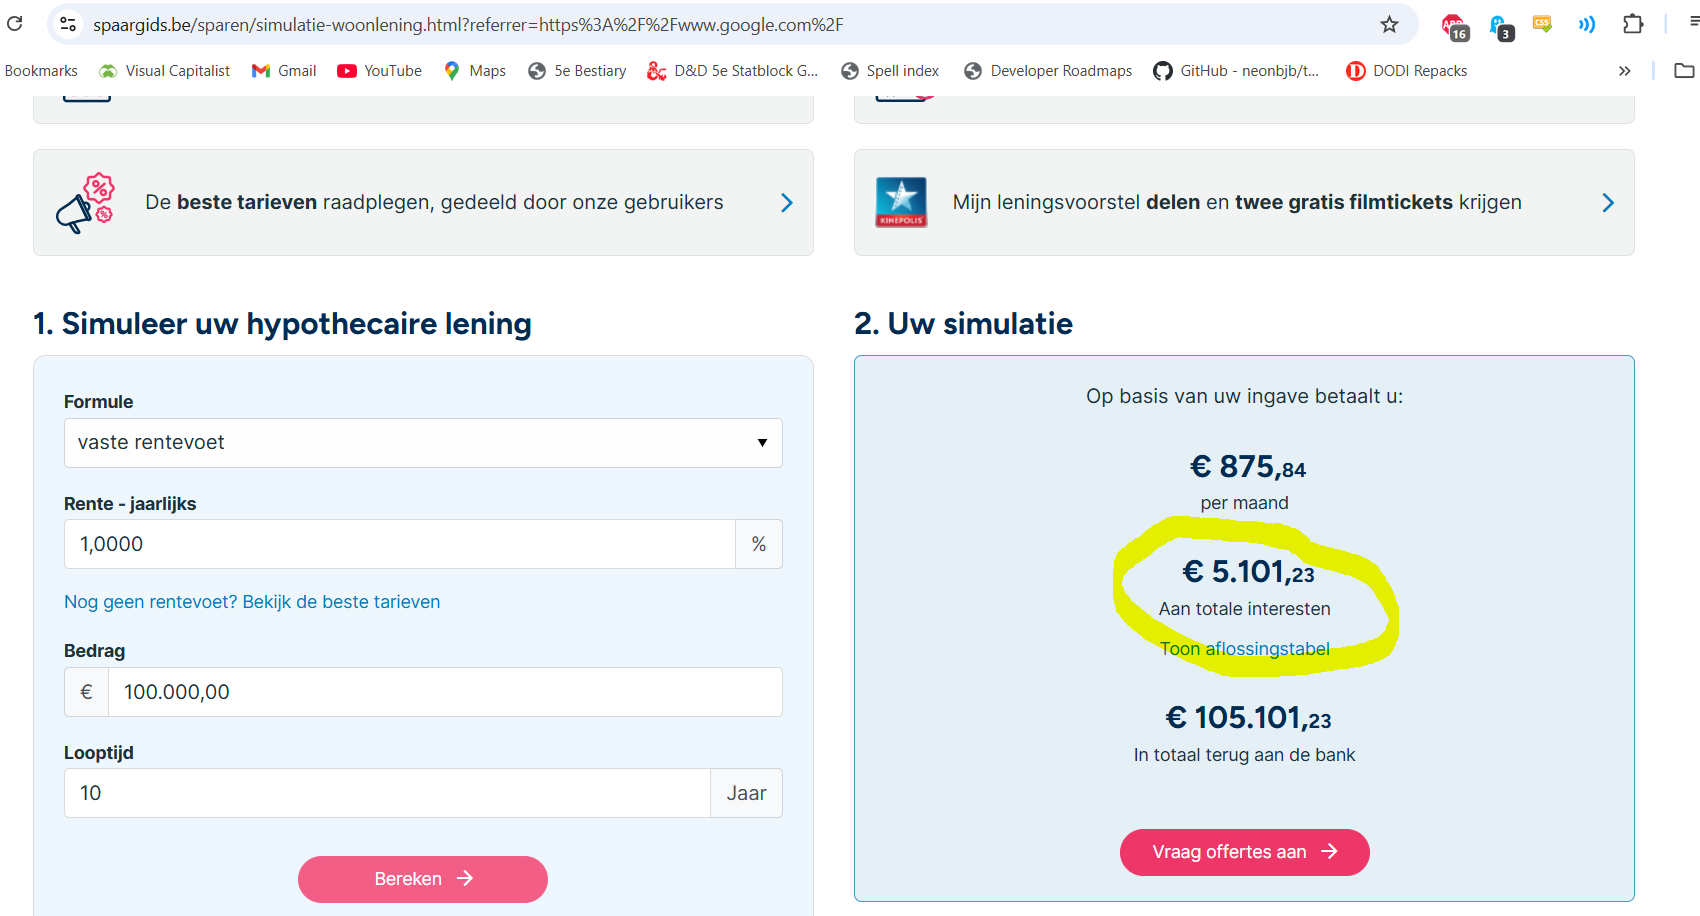 spaargids.be/sparen/simulatie-woonlening.html?referrer=https%3A%2F%2Fwww.google.com%2F
16
3
CSS
Bookmarks
Visual Capitalist
Gmail
YouTube
Maps
5e Bestiary
D&D 5e Statblock G...
Spell index
Developer Roadmaps
GitHub - neonbjb/t...
DODI Repacks
»
De beste tarieven raadplegen, gedeeld door onze gebruikers
KINEPOLIS
Mijn leningsvoorstel delen en twee gratis filmtickets krijgen
1. Simuleer uw hypothecaire lening
Formule
vaste rentevoet
Rente - jaarlijks
1,0000 %
Nog geen rentevoet? Bekijk de beste tarieven
Bedrag
€ 100.000,00
Looptijd
10 Jaar
Bereken →
2. Uw simulatie
Op basis van uw ingave betaalt u:
€ 875,84
per maand
€ 5.101,23
Aan totale interesten
Toon aflossingstabel
€ 105.101,23
In totaal terug aan de bank
Vraag offertes aan →